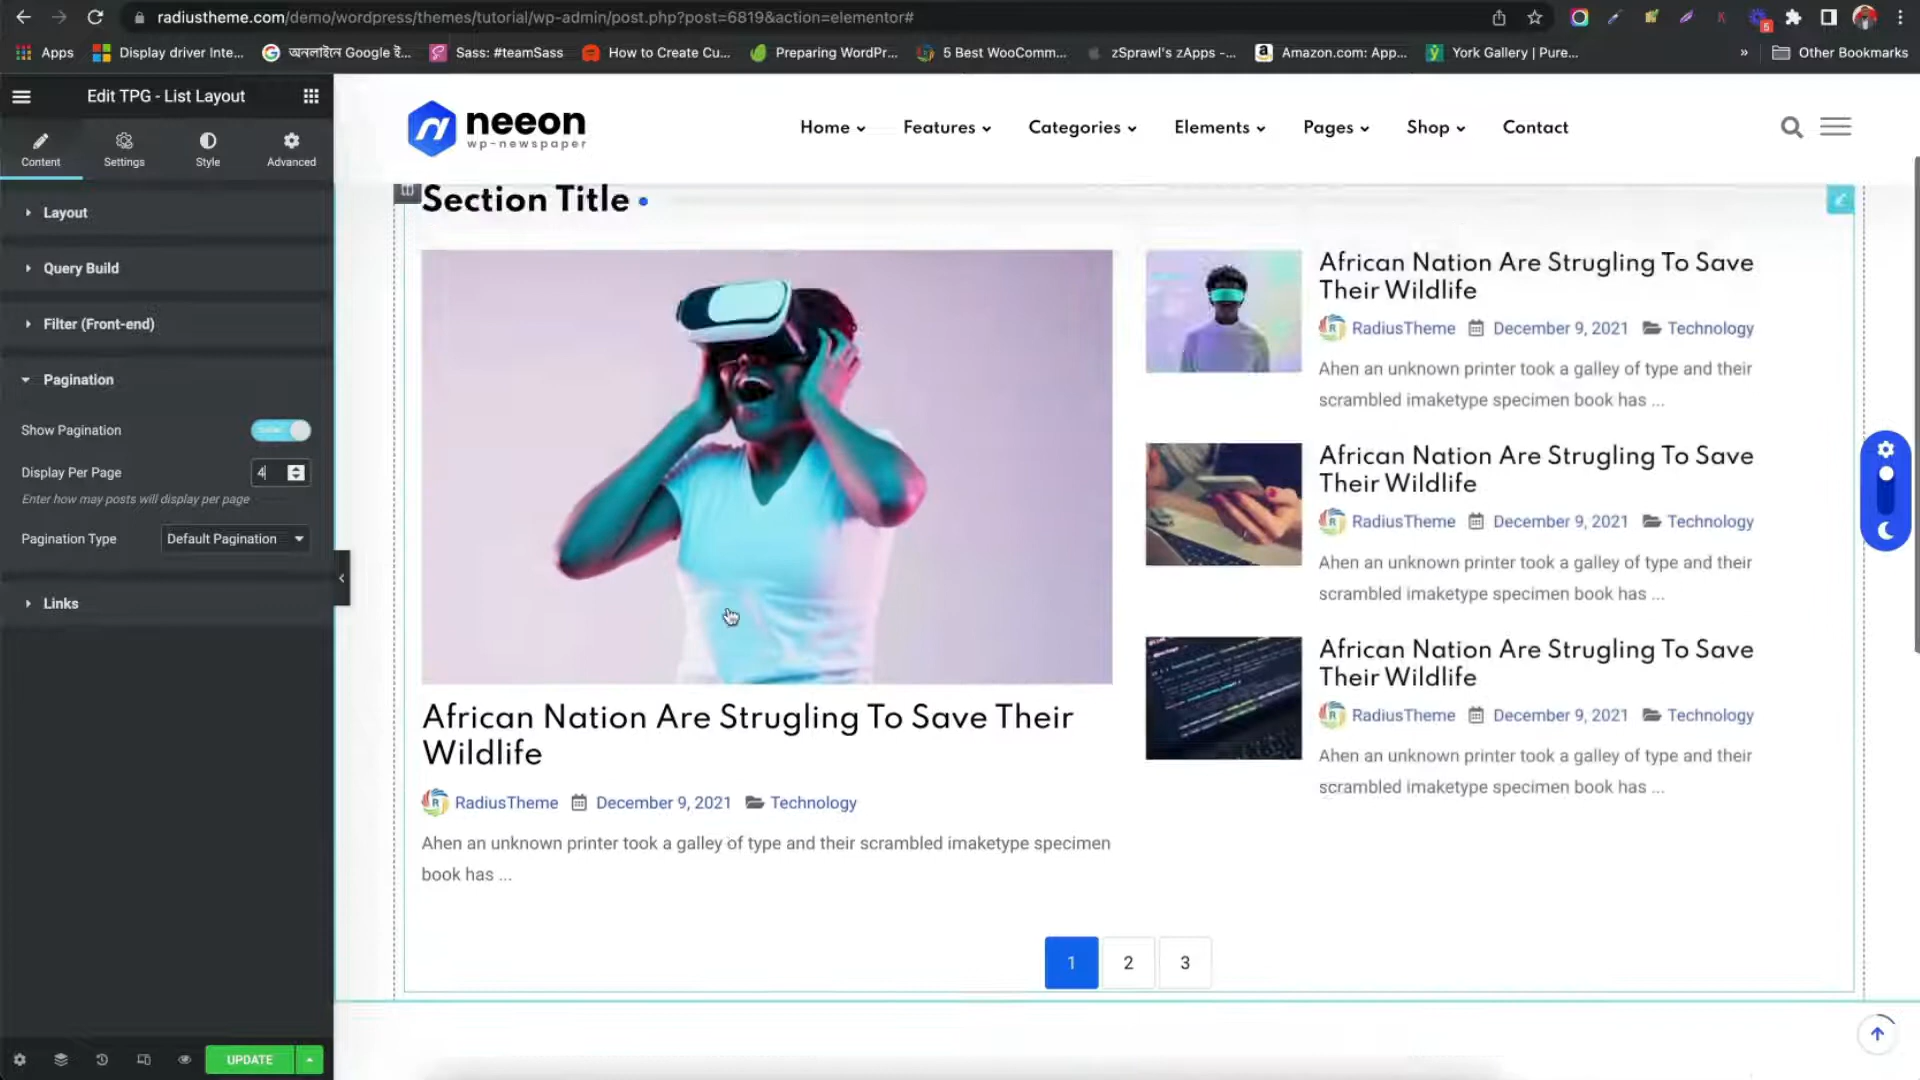 radiustheme.com/demo/wordpress/themes/tutorial/wp-admin/post.php?post=6819&action=elementor#
5
Apps
Display driver Inte...
অনলাইনে Google ই...
Sass: #teamSass
How to Create Cu...
Preparing WordPr...
5 Best WooComm...
zSprawl's zApps -...
Amazon.com: App...
York Gallery | Pure...
»
Other Bookmarks
Edit TPG - List Layout
Content
Settings
Style
Advanced
Layout
Query Build
Filter (Front-end)
Pagination
Show Pagination
Display Per Page
4
Enter how may posts will display per page
Pagination Type
Default Pagination
Links
UPDATE
neeon
wp-newspaper
Home
Features
Categories
Elements
Pages
Shop
Contact
Section Title
African Nation Are Strugling To Save Their
Wildlife
RadiusTheme
December 9, 2021
Technology
Ahen an unknown printer took a galley of type and their scrambled imaketype specimen
book has ...
African Nation Are Strugling To Save
Their Wildlife
RadiusTheme
December 9, 2021
Technology
Ahen an unknown printer took a galley of type and their
scrambled imaketype specimen book has ...
African Nation Are Strugling To Save
Their Wildlife
RadiusTheme
December 9, 2021
Technology
Ahen an unknown printer took a galley of type and their
scrambled imaketype specimen book has ...
African Nation Are Strugling To Save
Their Wildlife
RadiusTheme
December 9, 2021
Technology
Ahen an unknown printer took a galley of type and their
scrambled imaketype specimen book has ...
1
2
3